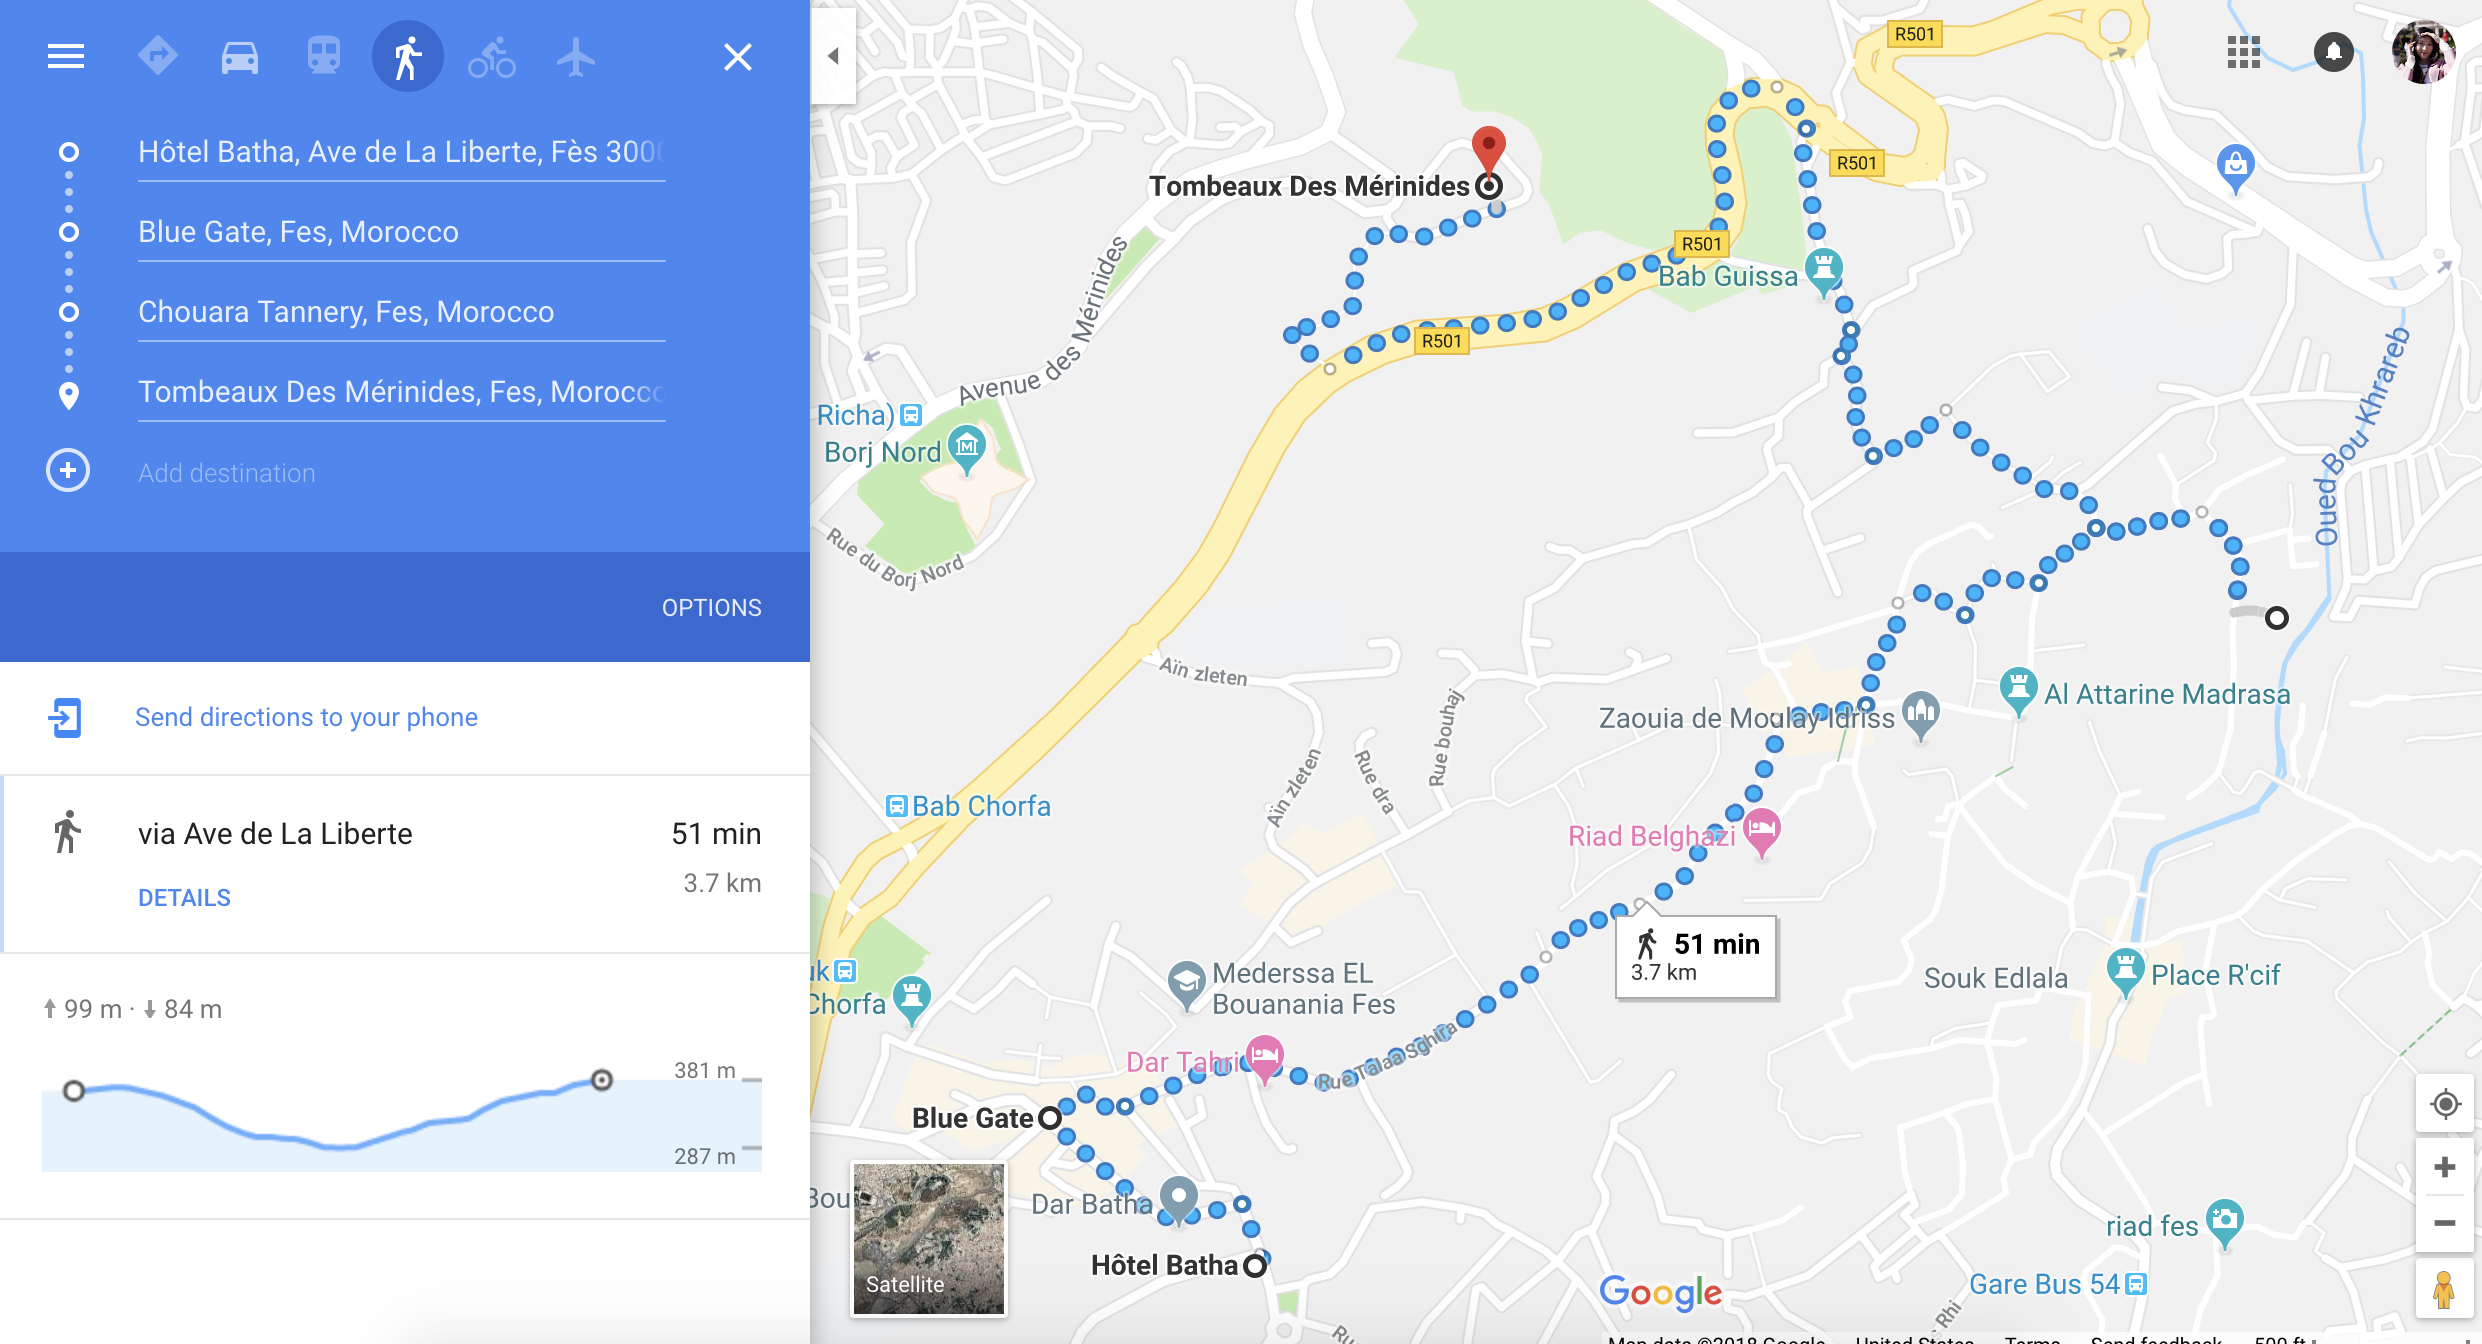 Hôtel Batha, Ave de La Liberte, Fès 3000
Blue Gate, Fes, Morocco
Chouara Tannery, Fes, Morocco
Tombeaux Des Mérinides, Fes, Morocco
Add destination
OPTIONS
Send directions to your phone
via Ave de La Liberte
51 min
3.7 km
DETAILS
99 m · 84 m
381 m
287 m
R501
R501
Tombeaux Des Mérinides
R501
Bab Guissa
R501
Avenue des Mérinides
Richa)
Borj Nord
Rue du Borj Nord
Oued Bou Khrareb
Aïn zleten
Aïn zleten
Rue dra
Rue bouhaj
Al Attarine Madrasa
Zaouia de Moulay Idriss
Bab Chorfa
Riad Belghazi
51 min
3.7 km
uk
Chorfa
Mederssa EL
Bouanania Fes
Souk Edlala
Place R'cif
Rue Talaa Sghira
Dar Tahri
Blue Gate
Dar Batha
Bou
Hôtel Batha
Satellite
riad fes
Gare Bus 54
Rhi
Ru
Google
Map data ©2018 Google United States Terms Send feedback 500 ft